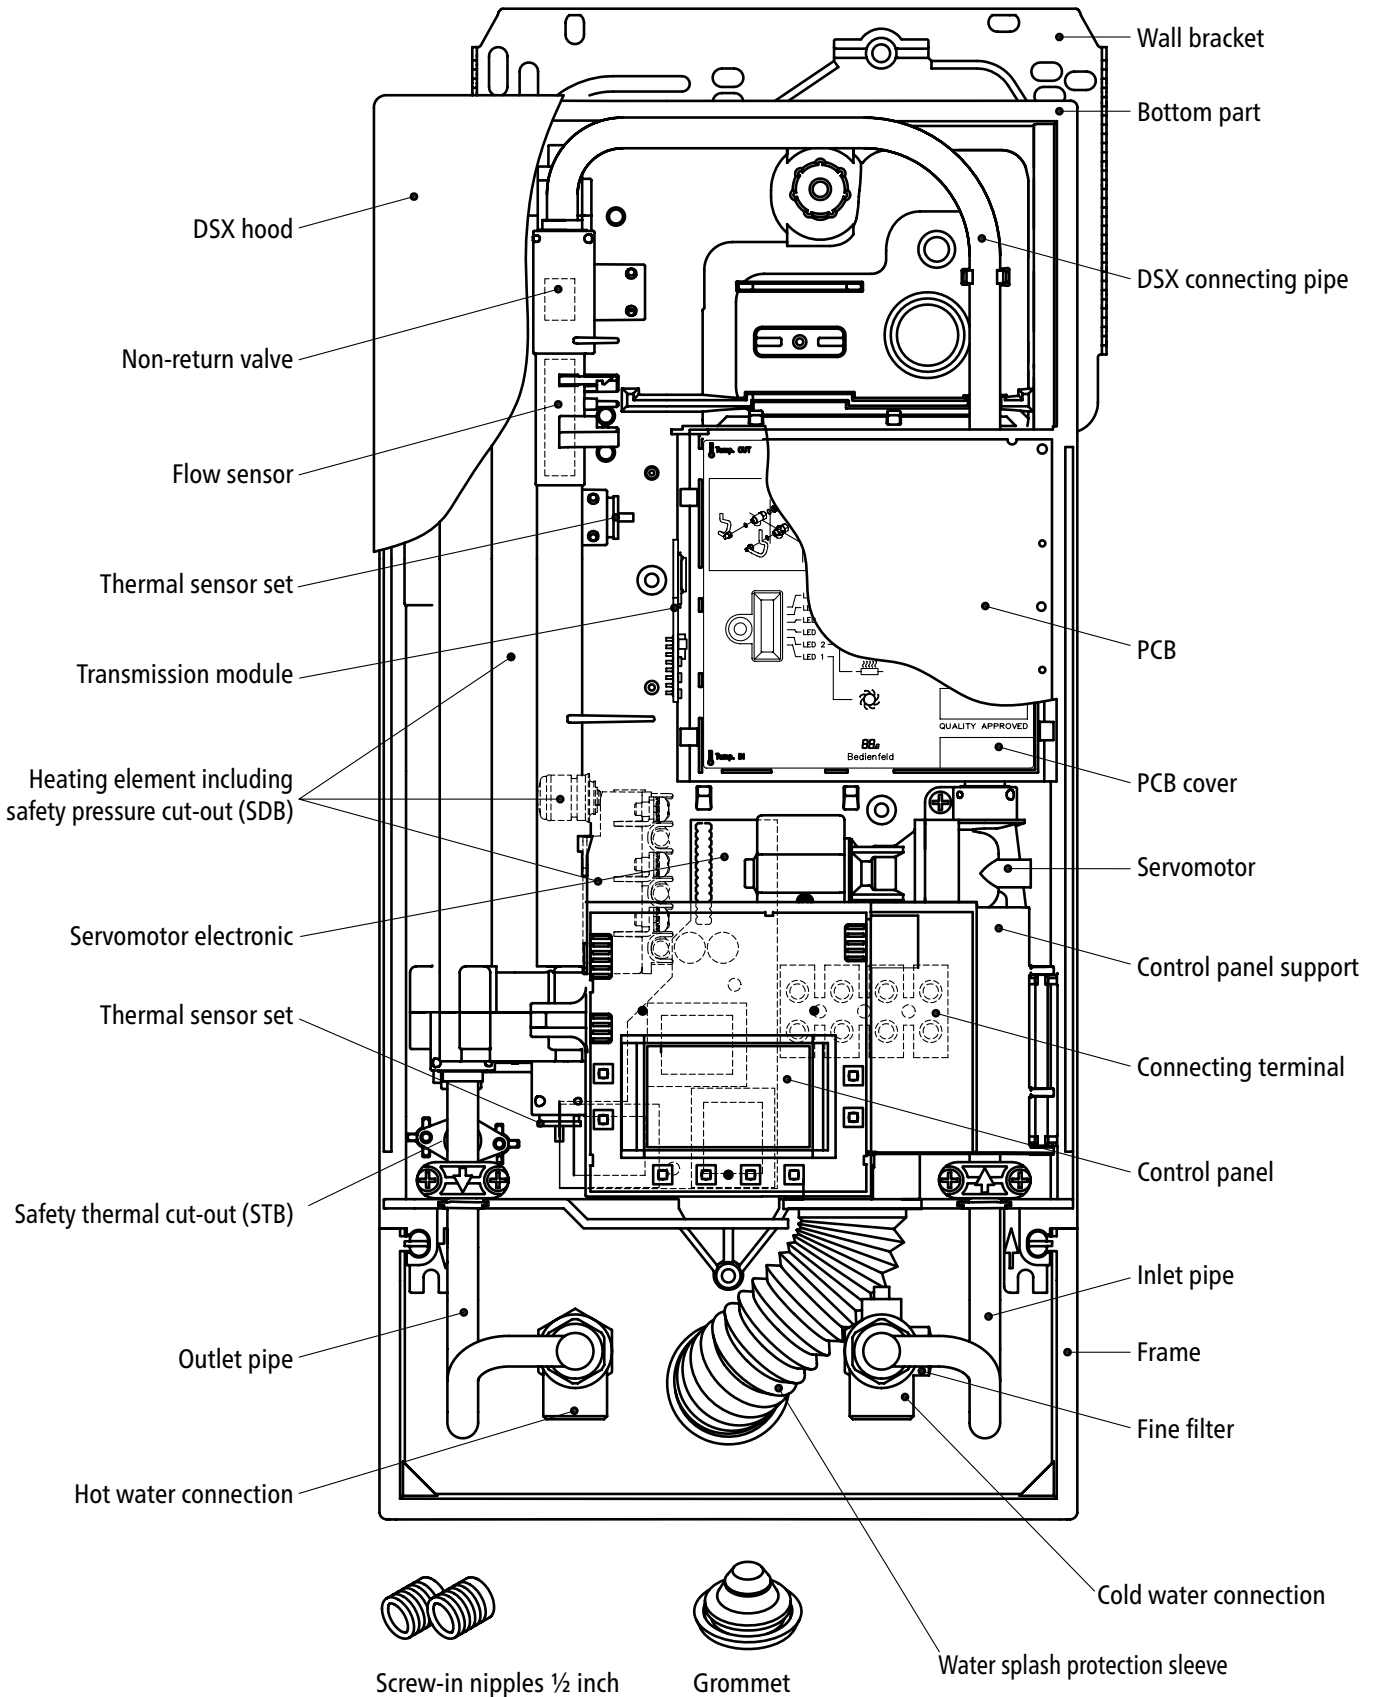 Wall bracket
Bottom part
DSX hood
DSX connecting pipe
Non-return valve
Flow sensor
Temp. OUT
Thermal sensor set
LED
LED
LED 2
LED 1
Transmission module
PCB
QUALITY APPROVED
88.8
Bedienfeld
Temp. IN
PCB cover
Heating element including
safety pressure cut-out (SDB)
Servomotor
Servomotor electronic
Control panel support
Thermal sensor set
Connecting terminal
Control panel
Safety thermal cut-out (STB)
Inlet pipe
Outlet pipe
Frame
Fine filter
Hot water connection
Cold water connection
Water splash protection sleeve
Screw-in nipples ½ inch
Grommet